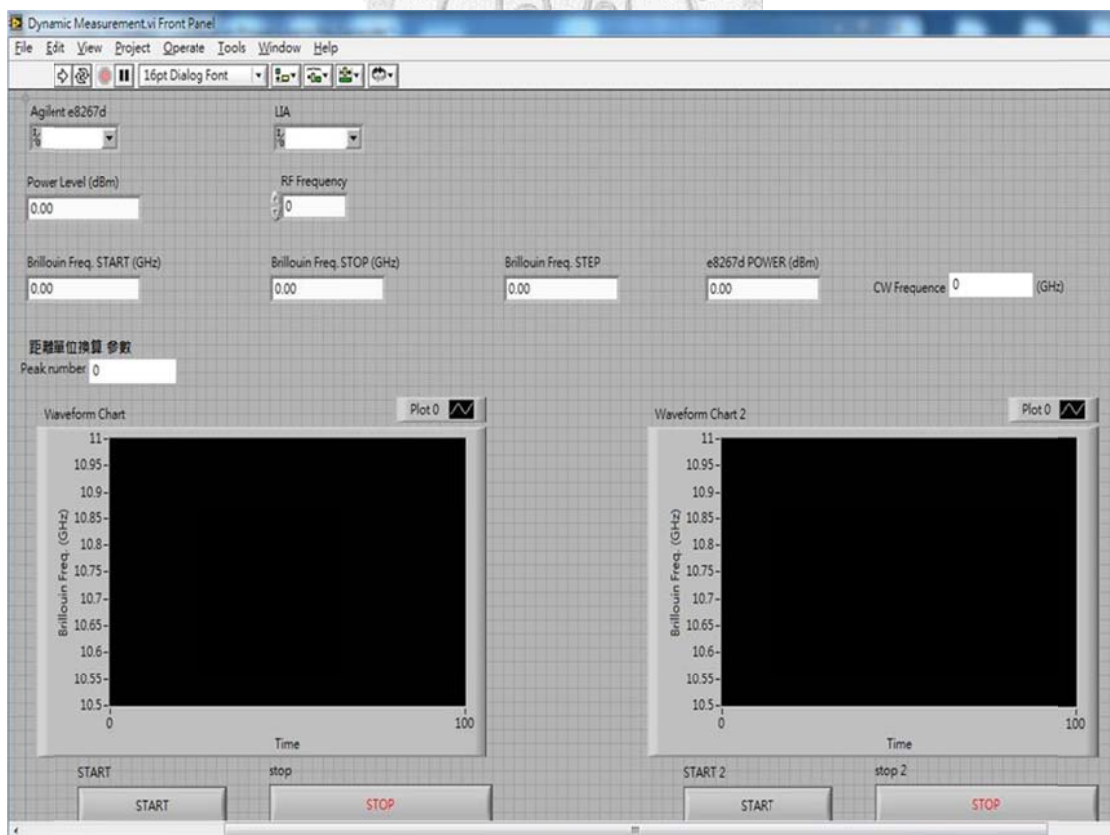 Dynamic Measurement.vi Front Panel
File Edit View Project Operate Tools Window Help
16pt Dialog Font
Agilent e8267d LIA
Power Level (dBm) RF Frequency
0.00 0
Brillouin Freq. START (GHz) Brillouin Freq. STOP (GHz) Brillouin Freq. STEP e8267d POWER (dBm)
0.00 0.00 0.00 0.00 CW Frequence 0 (GHz)
距離單位換算 參數
Peak number 0
Waveform Chart Plot 0
11
10.95
10.9
10.85
10.8
10.75
10.7
10.65
10.6
10.55
10.5
Brillouin Freq. (GHz)
0 100
Time
START stop
START STOP
Waveform Chart 2 Plot 0
11
10.95
10.9
10.85
10.8
10.75
10.7
10.65
10.6
10.55
10.5
Brillouin Freq. (GHz)
0 100
Time
START 2 stop 2
START STOP